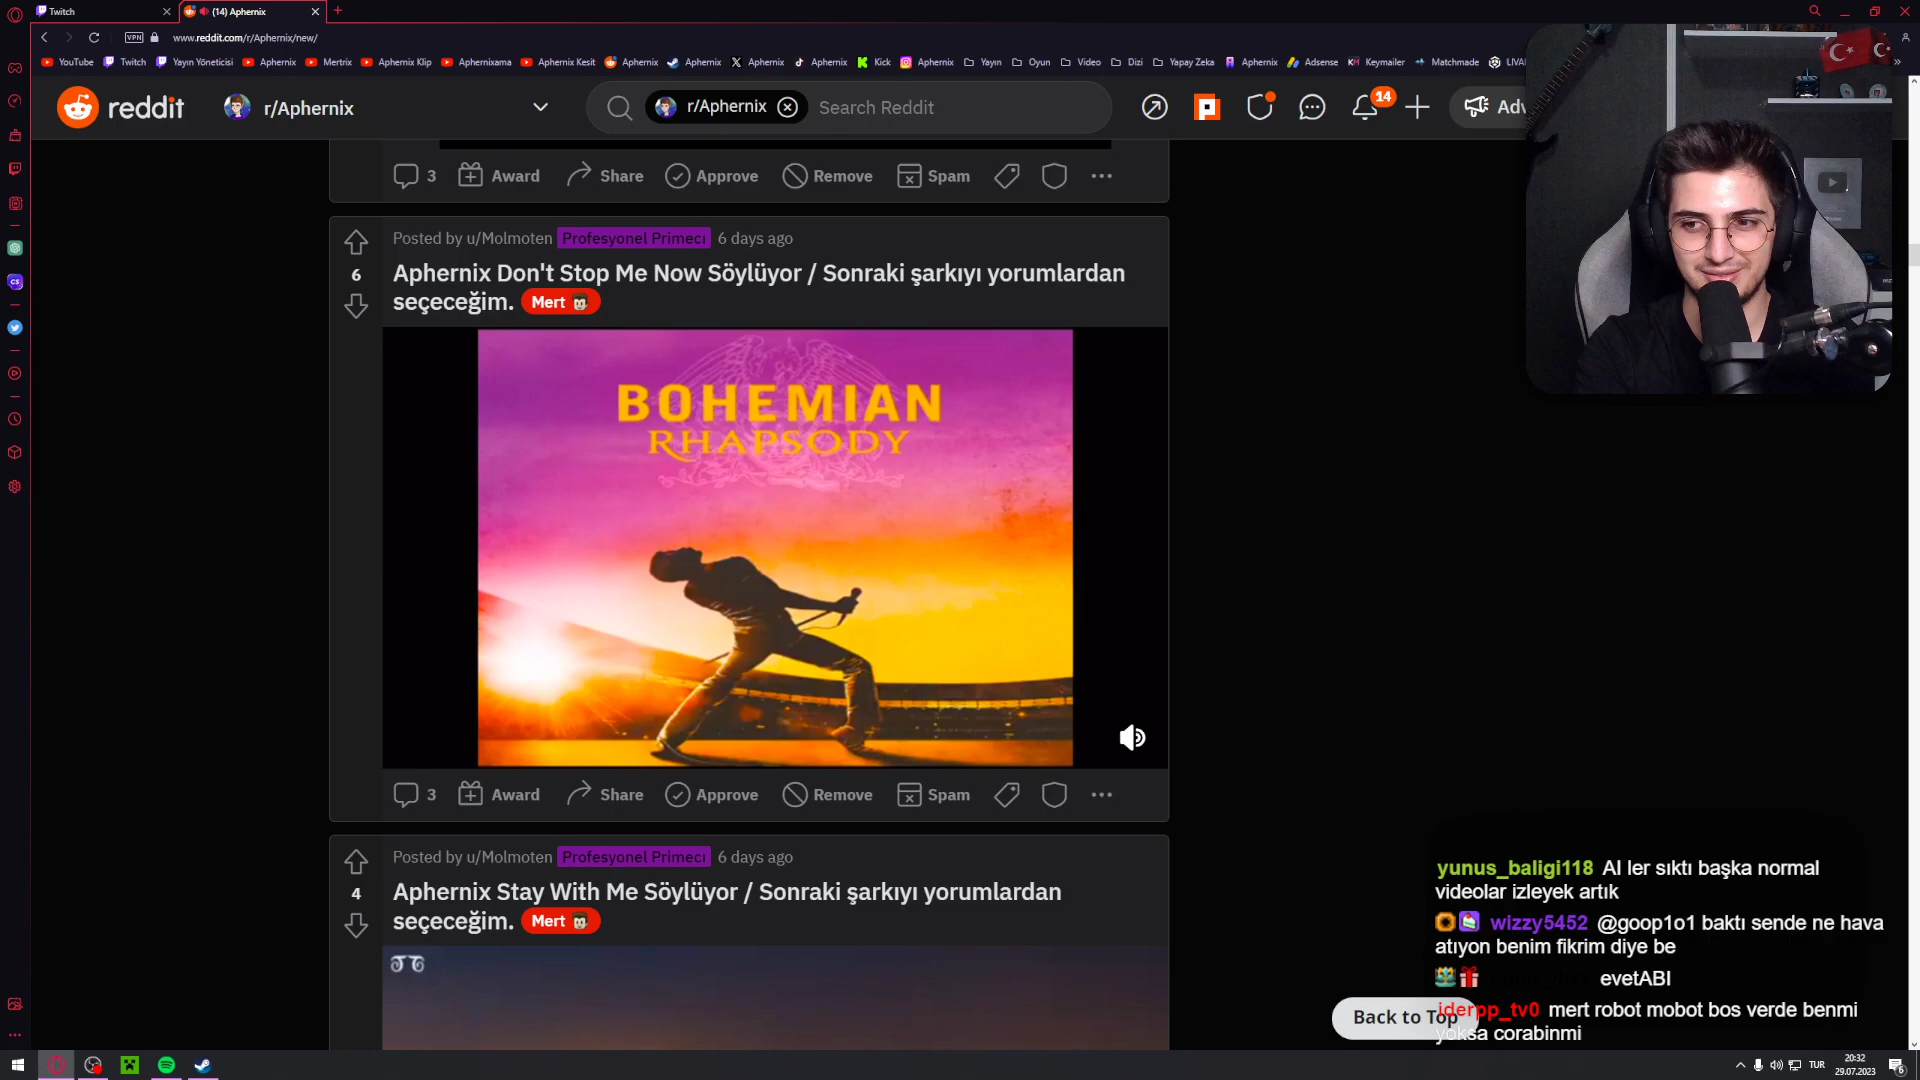 Twitch
(14) Aphernix
VPN
www.reddit.com/r/Aphernix/new/
YouTube
Twitch
Yayın Yöneticisi
Aphernix
Mertrix
Aphernix Klip
Aphernixama
Aphernix Kesit
Aphernix
Aphernix
Aphernix
Aphernix
Kick
Aphernix
Yayın
Oyun
Video
Dizi
Yapay Zeka
Aphernix
Adsense
Keymailer
Matchmade
reddit
r/Aphernix
r/Aphernix
Search Reddit
14
Adv
3 Award Share Approve Remove Spam
Posted by u/Molmoten Profesyonel Primeci 6 days ago
6
Aphernix Don't Stop Me Now Söylüyor / Sonraki şarkıyı yorumlardan
seçeceğim. Mert
BOHEMIAN
RHAPSODY
3 Award Share Approve Remove Spam
Posted by u/Molmoten Profesyonel Primeci 6 days ago
4
Aphernix Stay With Me Söylüyor / Sonraki şarkıyı yorumlardan
seçeceğim. Mert
yunus_baligi118 AI ler sıktı başka normal
videolar izleyek artık
wizzy5452 @goop1o1 baktı sende ne hava
atıyon benim fikrim diye be
evetABI
iderpp_tv0 mert robot mobot bos verde benmi
yoksa corabinmi
Back to Top
TUR
20:32
29.07.2023